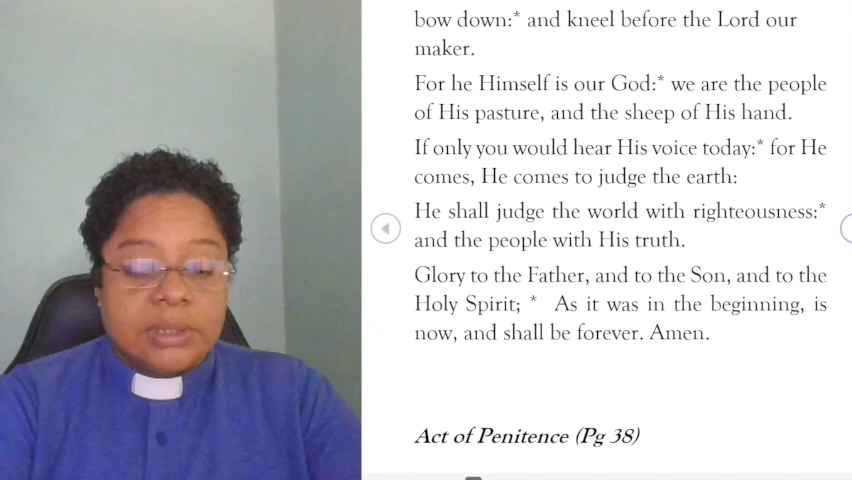 bow down:* and kneel before the Lord our
maker.
For he Himself is our God:* we are the people
of His pasture, and the sheep of His hand.
If only you would hear His voice today:* for He
comes, He comes to judge the earth:
He shall judge the world with righteousness:*
and the people with His truth.
Glory to the Father, and to the Son, and to the
Holy Spirit; * As it was in the beginning, is
now, and shall be forever. Amen.
Act of Penitence (Pg 38)